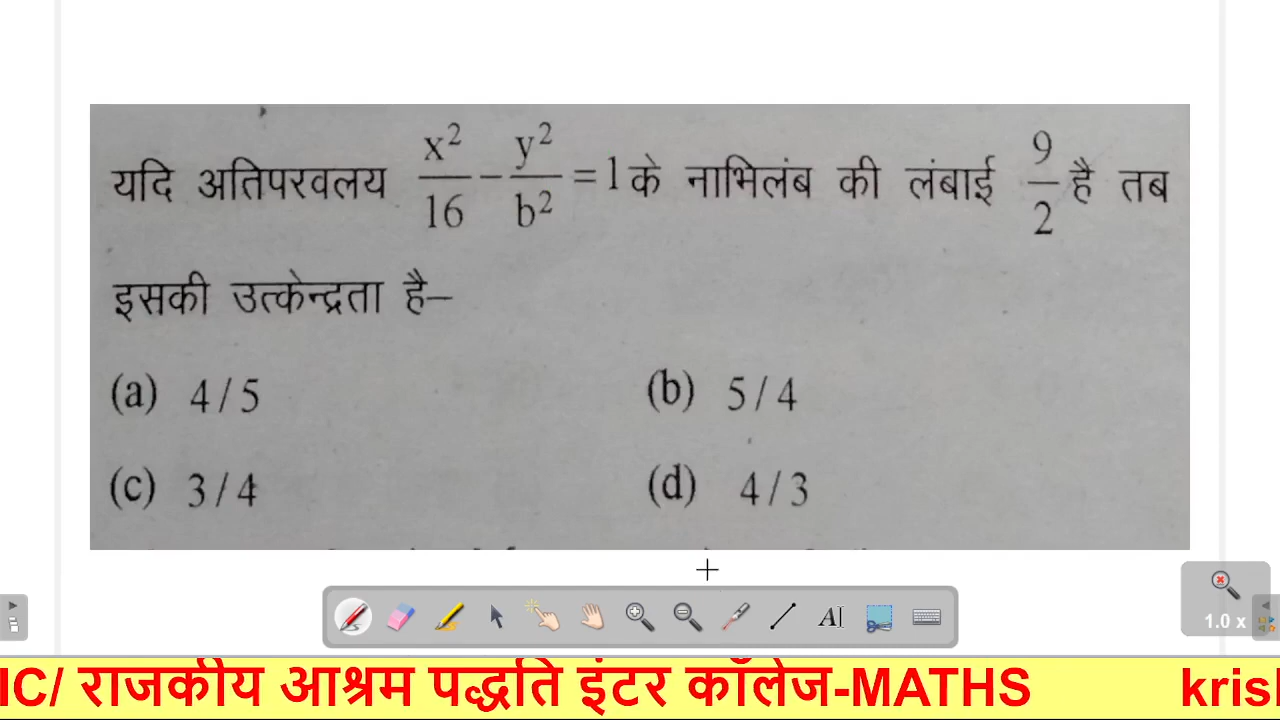 यदि अतिपरवलय x²/16 − y²/b² = 1 के नाभिलंब की लंबाई 9/2 है तब
इसकी उत्केन्द्रता है–
(a) 4 / 5 (b) 5 / 4
(c) 3 / 4 (d) 4 / 3
1.0 x
IC/ राजकीय आश्रम पद्धति इंटर कॉलेज-MATHS